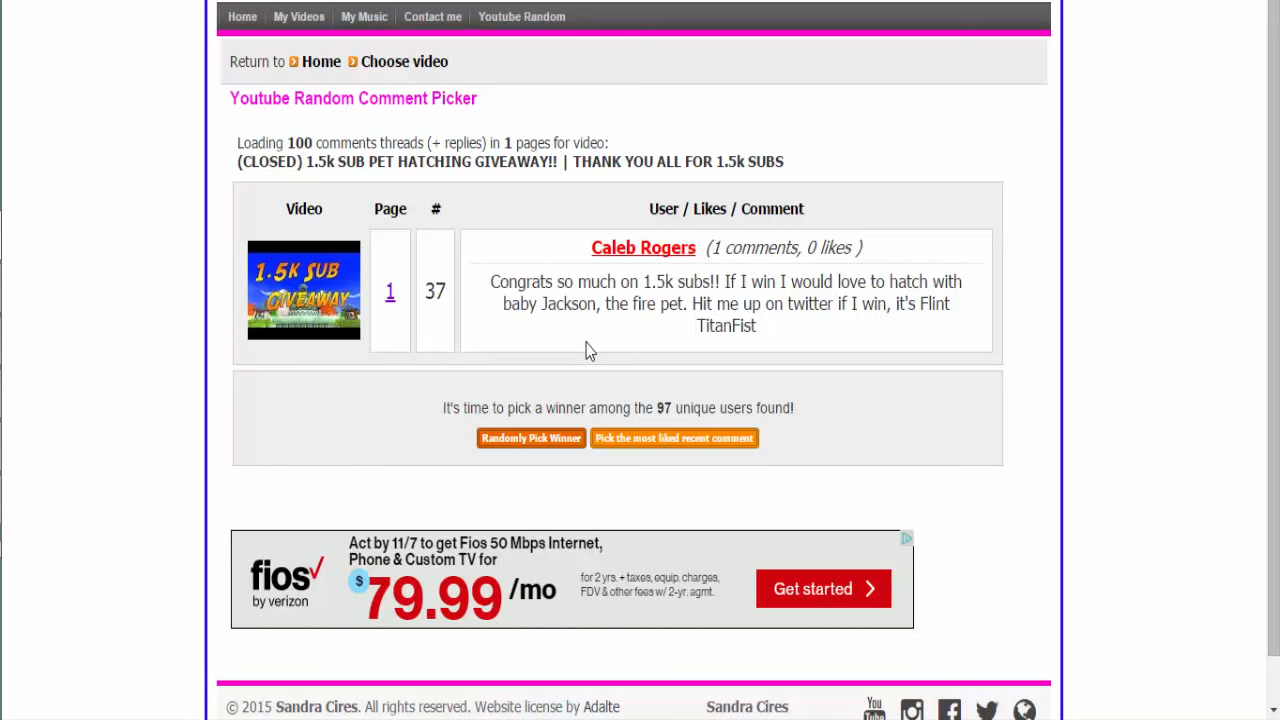 Home My Videos My Music Contact me Youtube Random
Return to Home Choose video
Youtube Random Comment Picker
Loading 100 comments threads (+ replies) in 1 pages for video:
(CLOSED) 1.5k SUB PET HATCHING GIVEAWAY!! | THANK YOU ALL FOR 1.5k SUBS
Video Page # User / Likes / Comment
1.5K SUB
GIVEAWAY
1
37
Caleb Rogers (1 comments, 0 likes )
Congrats so much on 1.5k subs!! If I win I would love to hatch with
baby Jackson, the fire pet. Hit me up on twitter if I win, it's Flint
TitanFist
It's time to pick a winner among the 97 unique users found!
Randomly Pick Winner Pick the most liked recent comment
fios
by verizon
Act by 11/7 to get Fios 50 Mbps Internet,
Phone & Custom TV for
$79.99/mo
for 2 yrs. + taxes, equip. charges,
FDV & other fees w/ 2-yr. agmt.
Get started
© 2015 Sandra Cires. All rights reserved. Website license by Adalte
Sandra Cires
You
Tube